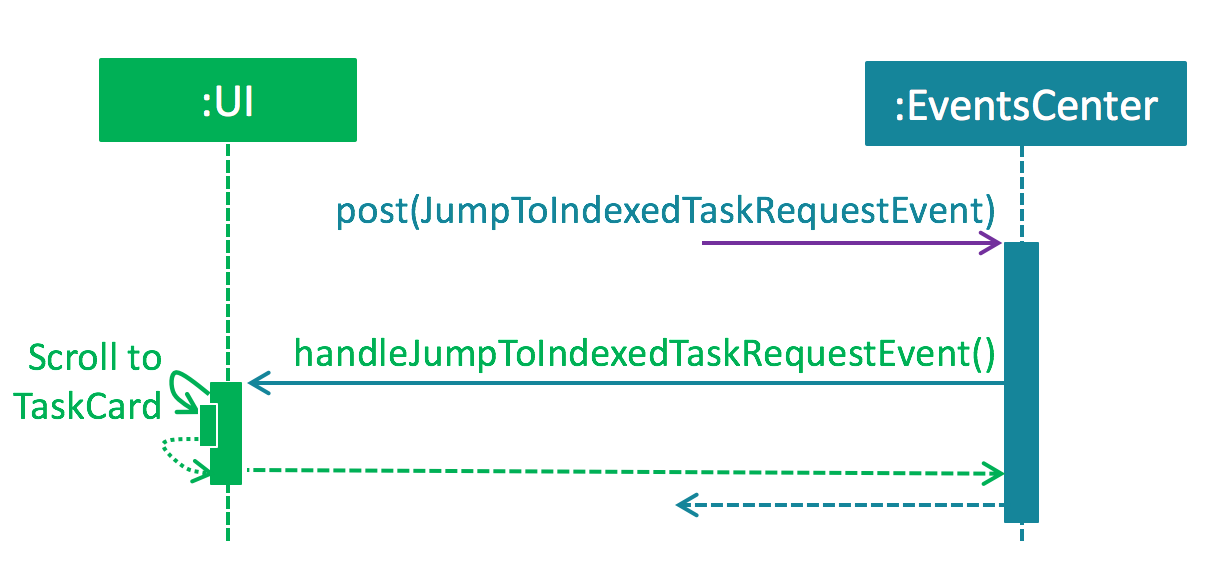 :UI
:EventsCenter
post(JumpToIndexedTaskRequestEvent)
handleJumpToIndexedTaskRequestEvent()
Scroll to
TaskCard